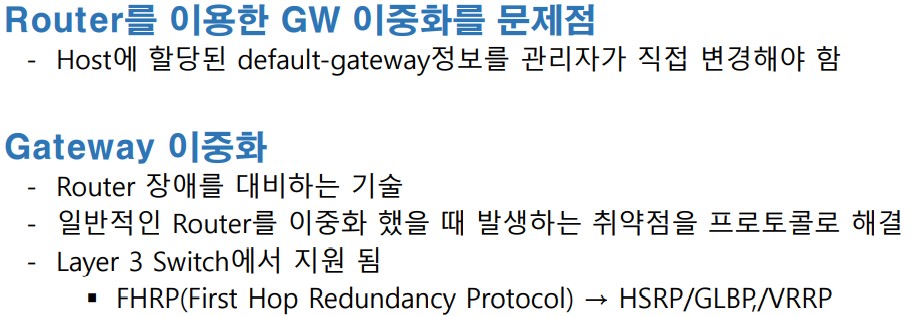 Router를 이용한 GW 이중화를 문제점
- Host에 할당된 default-gateway정보를 관리자가 직접 변경해야 함
Gateway 이중화
- Router 장애를 대비하는 기술
- 일반적인 Router를 이중화 했을 때 발생하는 취약점을 프로토콜로 해결
- Layer 3 Switch에서 지원 됨
▪ FHRP(First Hop Redundancy Protocol) → HSRP/GLBP,/VRRP